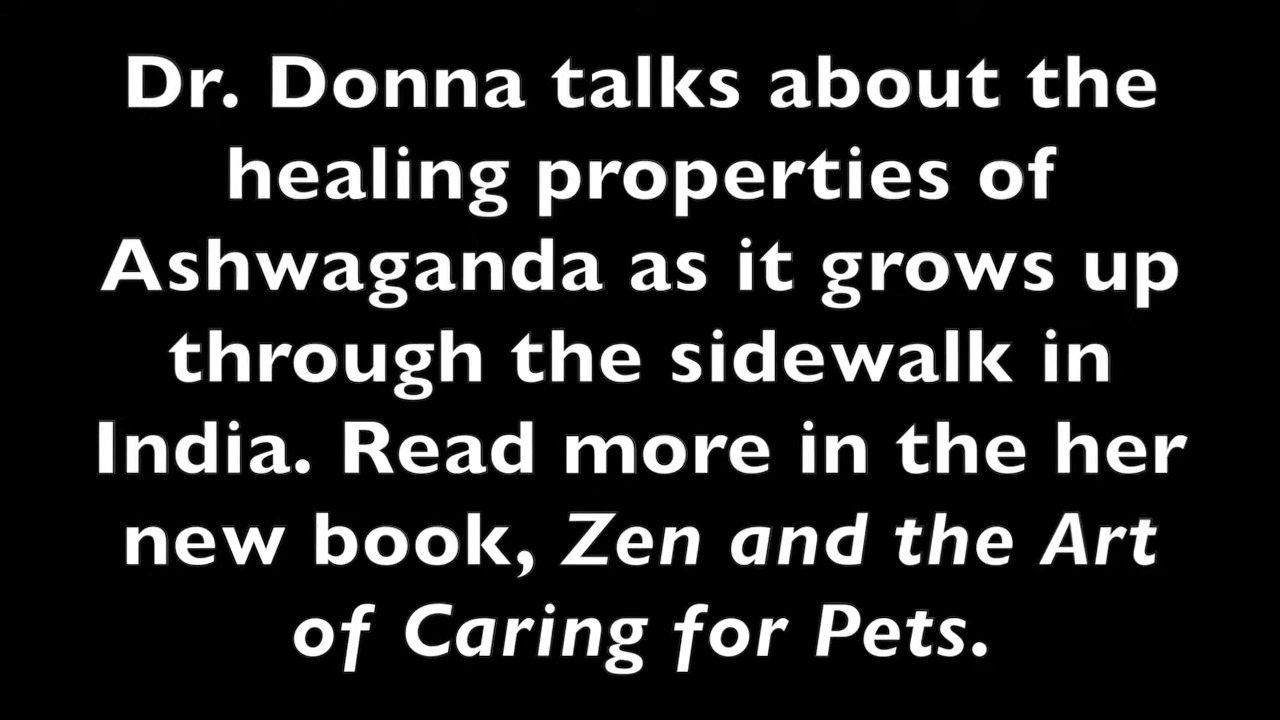 Dr. Donna talks about the
healing properties of
Ashwaganda as it grows up
through the sidewalk in
India. Read more in the her
new book, Zen and the Art
of Caring for Pets.